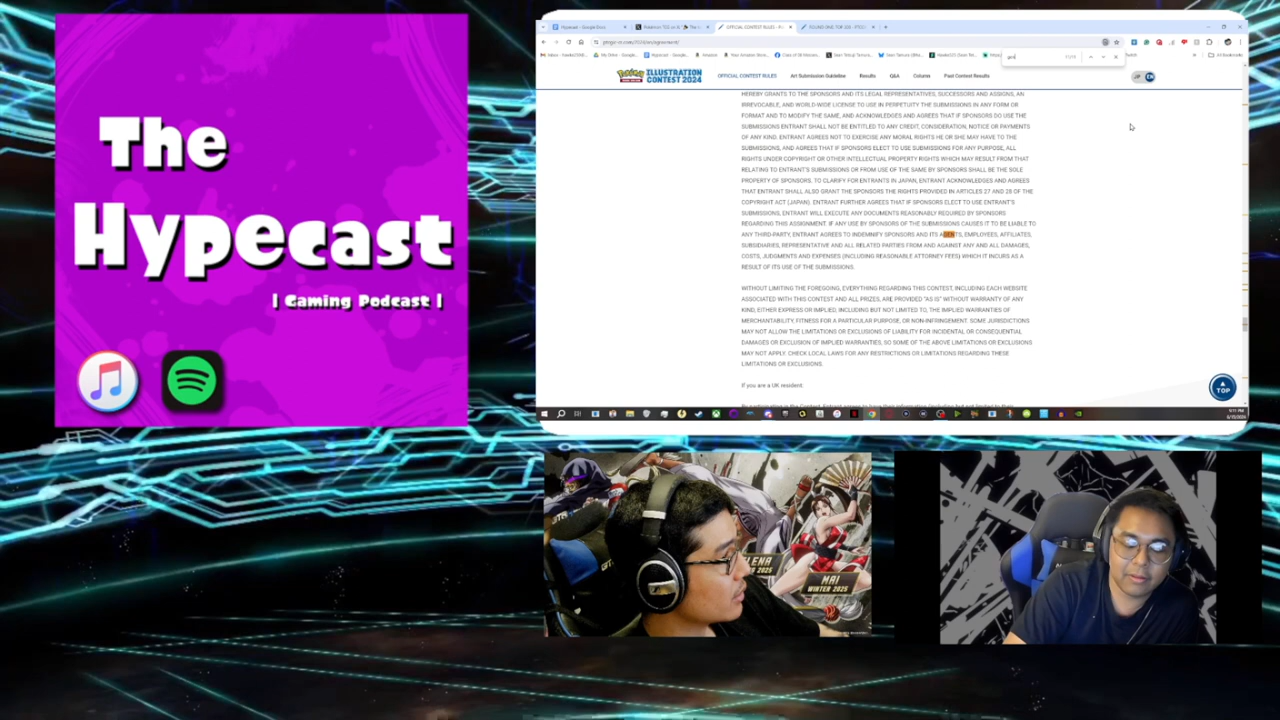 The
Hypecast
| Gaming Podcast |
OFFICIAL CONTEST RULES
Pokémon
ILLUSTRATION
CONTEST 2024
OFFICIAL CONTEST RULES
Art Submission Guideline
Results
Q&A
Column
Past Contest Results
JP
EN
HEREBY GRANTS TO THE SPONSORS AND ITS LEGAL REPRESENTATIVES, SUCCESSORS AND ASSIGNS, AN
IRREVOCABLE, AND WORLD-WIDE LICENSE TO USE IN PERPETUITY THE SUBMISSIONS IN ANY FORM OR
FORMAT AND TO MODIFY THE SAME, AND ACKNOWLEDGES AND AGREES THAT IF SPONSORS DO USE THE
SUBMISSIONS ENTRANT SHALL NOT BE ENTITLED TO ANY CREDIT, CONSIDERATION, NOTICE OR PAYMENTS
OF ANY KIND. ENTRANT AGREES NOT TO EXERCISE ANY MORAL RIGHTS HE OR SHE MAY HAVE TO THE
SUBMISSIONS, AND AGREES THAT IF SPONSORS ELECT TO USE SUBMISSIONS FOR ANY PURPOSE, ALL
RIGHTS UNDER COPYRIGHT OR OTHER INTELLECTUAL PROPERTY RIGHTS WHICH MAY RESULT FROM THAT
RELATING TO ENTRANT'S SUBMISSIONS OR FROM USE OF THE SAME BY SPONSORS SHALL BE THE SOLE
PROPERTY OF SPONSORS. TO CLARIFY FOR ENTRANTS IN JAPAN, ENTRANT ACKNOWLEDGES AND AGREES
THAT ENTRANT SHALL ALSO GRANT THE SPONSORS THE RIGHTS PROVIDED IN ARTICLES 27 AND 28 OF THE
COPYRIGHT ACT (JAPAN). ENTRANT FURTHER AGREES THAT IF SPONSORS ELECT TO USE ENTRANT'S
SUBMISSIONS, ENTRANT WILL EXECUTE ANY DOCUMENTS REASONABLY REQUIRED BY SPONSORS
REGARDING THIS ASSIGNMENT. IF ANY USE BY SPONSORS OF THE SUBMISSIONS CAUSES IT TO BE LIABLE TO
ANY THIRD-PARTY, ENTRANT AGREES TO INDEMNIFY SPONSORS AND ITS AGENTS, EMPLOYEES, AFFILIATES,
SUBSIDIARIES, REPRESENTATIVE AND ALL RELATED PARTIES FROM AND AGAINST ANY AND ALL DAMAGES,
COSTS, JUDGMENTS AND EXPENSES (INCLUDING REASONABLE ATTORNEY FEES) WHICH IT INCURS AS A
RESULT OF ITS USE OF THE SUBMISSIONS.
WITHOUT LIMITING THE FOREGOING, EVERYTHING REGARDING THIS CONTEST, INCLUDING EACH WEBSITE
ASSOCIATED WITH THIS CONTEST AND ALL PRIZES, ARE PROVIDED "AS IS" WITHOUT WARRANTY OF ANY
KIND, EITHER EXPRESS OR IMPLIED, INCLUDING BUT NOT LIMITED TO, THE IMPLIED WARRANTIES OF
MERCHANTABILITY, FITNESS FOR A PARTICULAR PURPOSE, OR NON-INFRINGEMENT. SOME JURISDICTIONS
MAY NOT ALLOW THE LIMITATIONS OR EXCLUSIONS OF LIABILITY FOR INCIDENTAL OR CONSEQUENTIAL
DAMAGES OR EXCLUSION OF IMPLIED WARRANTIES, SO SOME OF THE ABOVE LIMITATIONS OR EXCLUSIONS
MAY NOT APPLY. CHECK LOCAL LAWS FOR ANY RESTRICTIONS OR LIMITATIONS REGARDING THESE
LIMITATIONS OR EXCLUSIONS.
If you are a UK resident:
TOP
5:11 PM
ELENA
2025
MAI
WINTER 2025